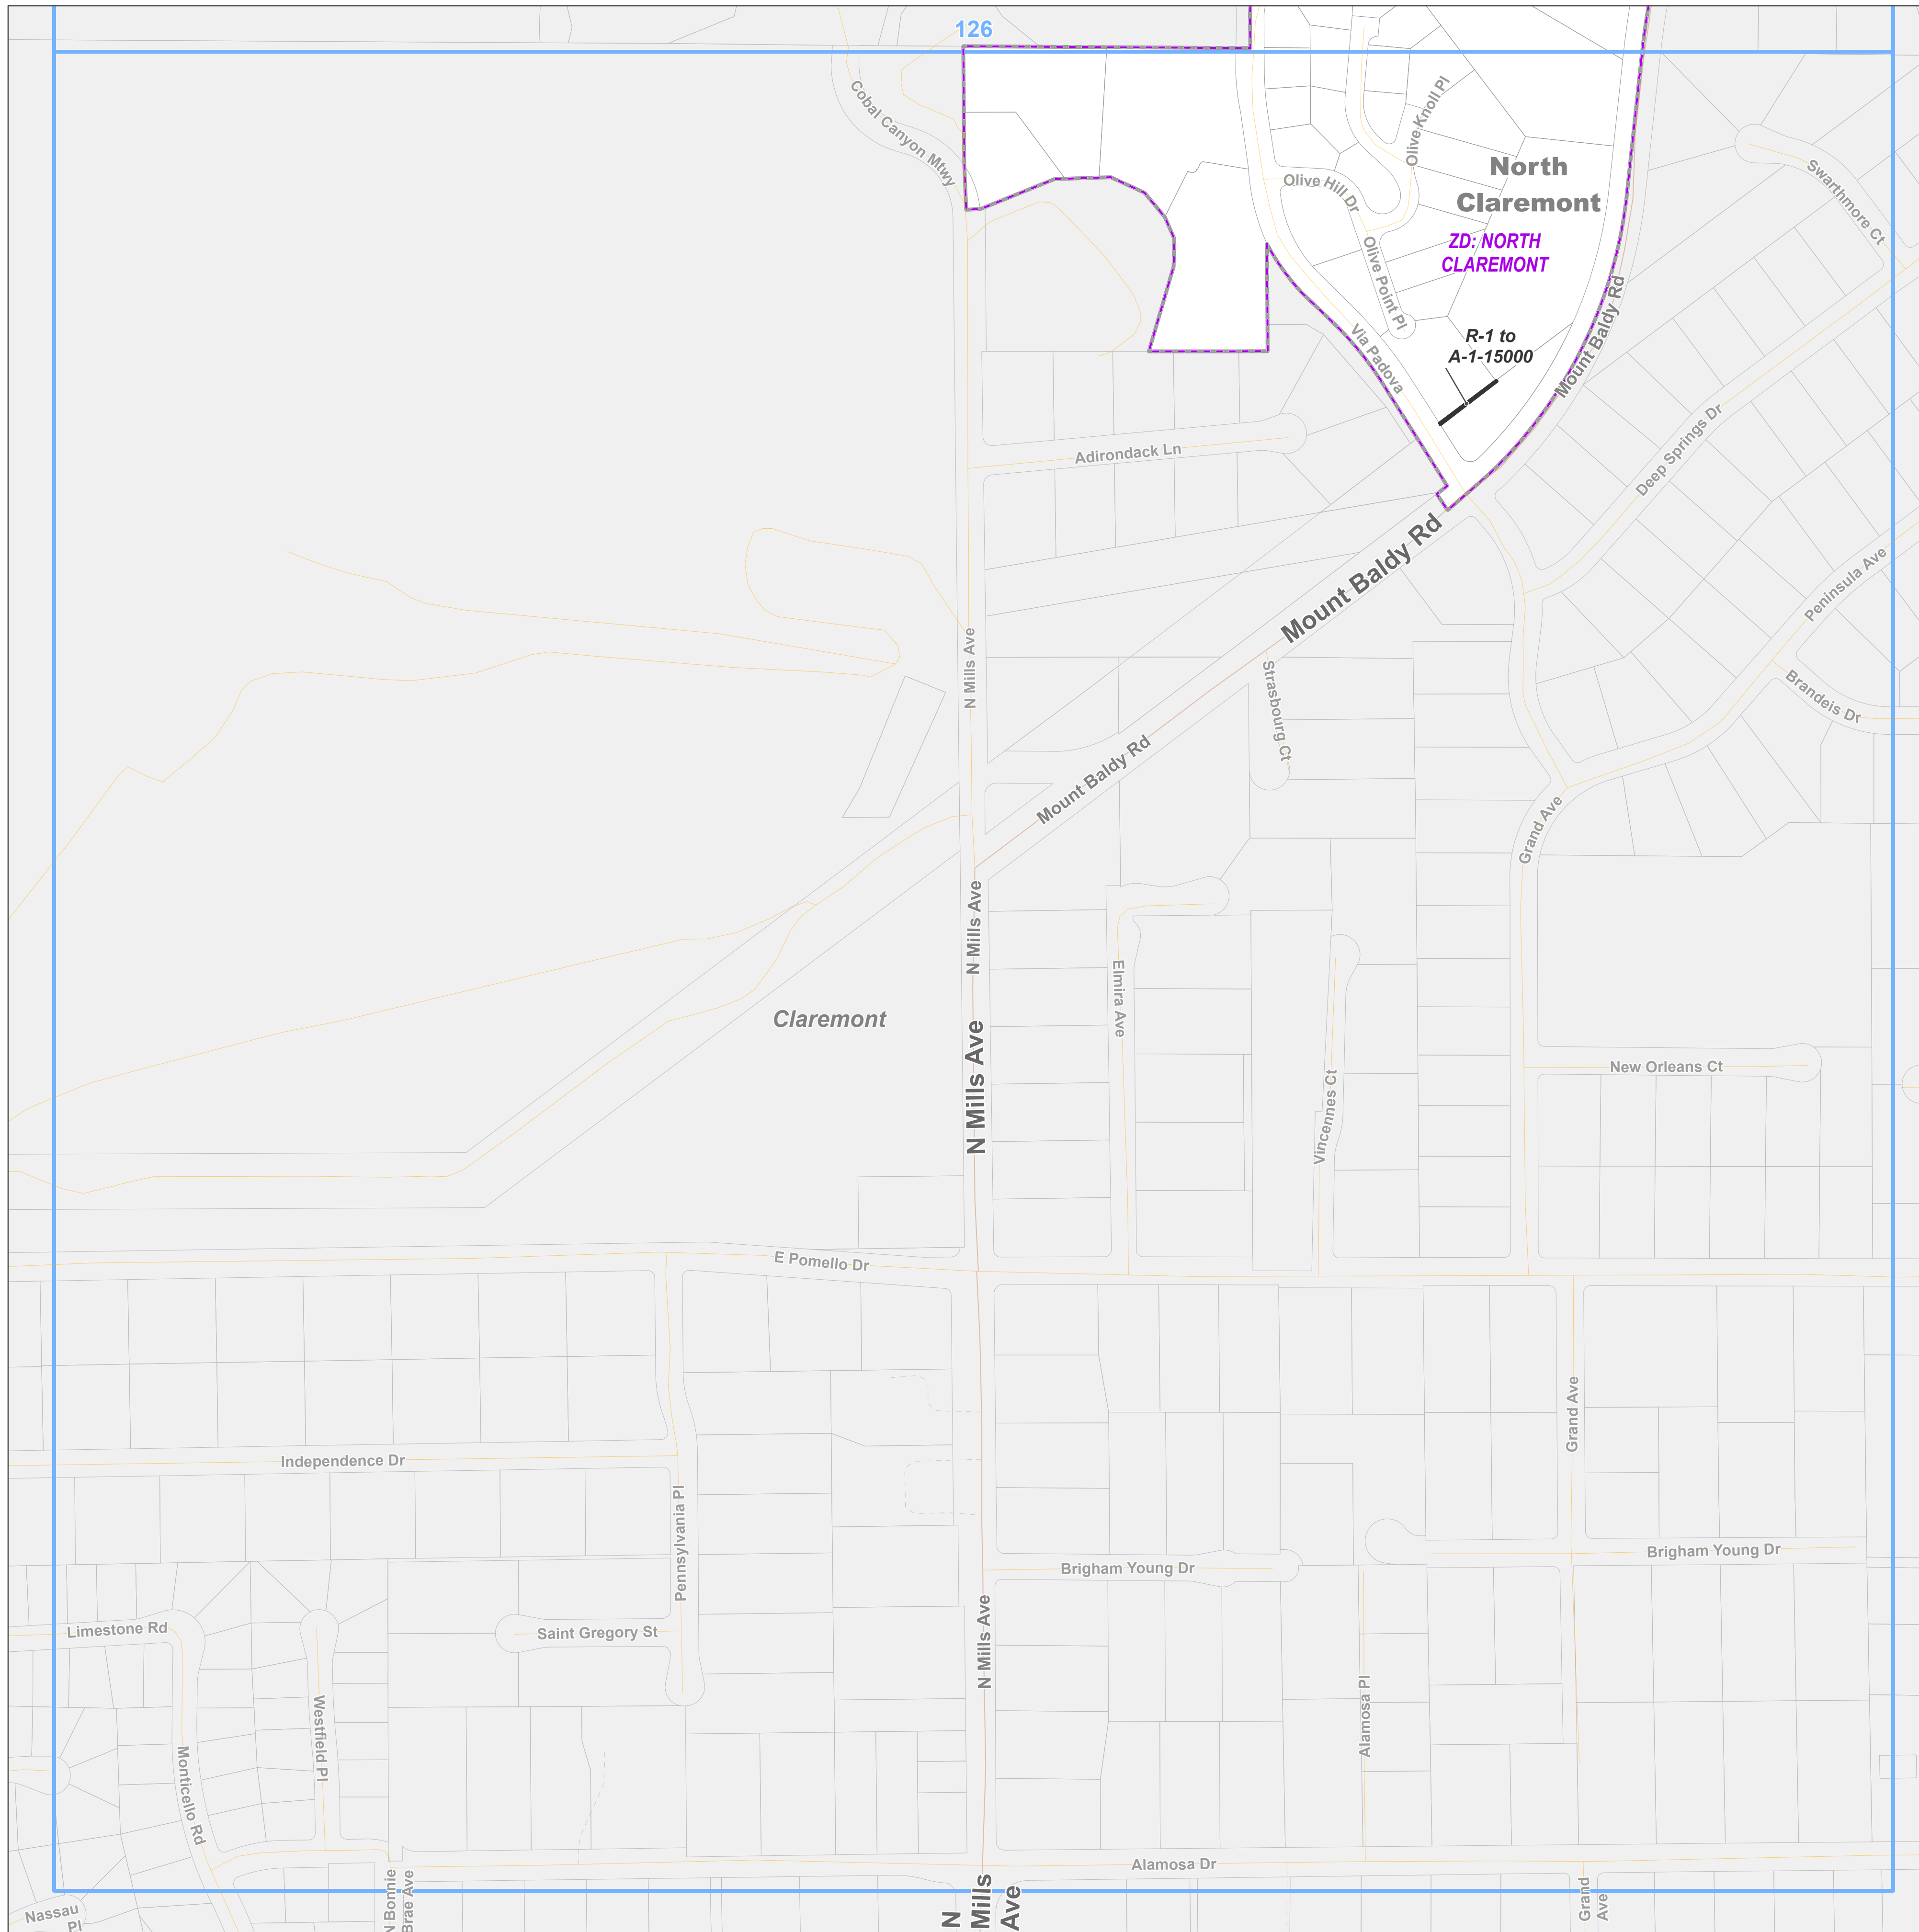 126
Cobal Canyon Mtwy
Olive Knoll Pl
North
Claremont
Olive Hill Dr
Swarthmore Ct
ZD: NORTH
CLAREMONT
Olive Point Pl
Mount Baldy Rd
Via Padova
R-1 to
A-1-15000
Adirondack Ln
Deep Springs Dr
Mount Baldy Rd
Peninsula Ave
N Mills Ave
Strasbourg Ct
Brandeis Dr
Mount Baldy Rd
Grand Ave
N Mills Ave
Elmira Ave
Claremont
N Mills Ave
New Orleans Ct
Vincennes Ct
E Pomello Dr
Grand Ave
Independence Dr
Pennsylvania Pl
Brigham Young Dr
Brigham Young Dr
Limestone Rd
Saint Gregory St
N Mills Ave
Westfield Pl
Alamosa Pl
Monticello Rd
Alamosa Dr
N Bonnie
Brae Ave
N
Mills
Ave
Grand
Ave
Nassau
Pl